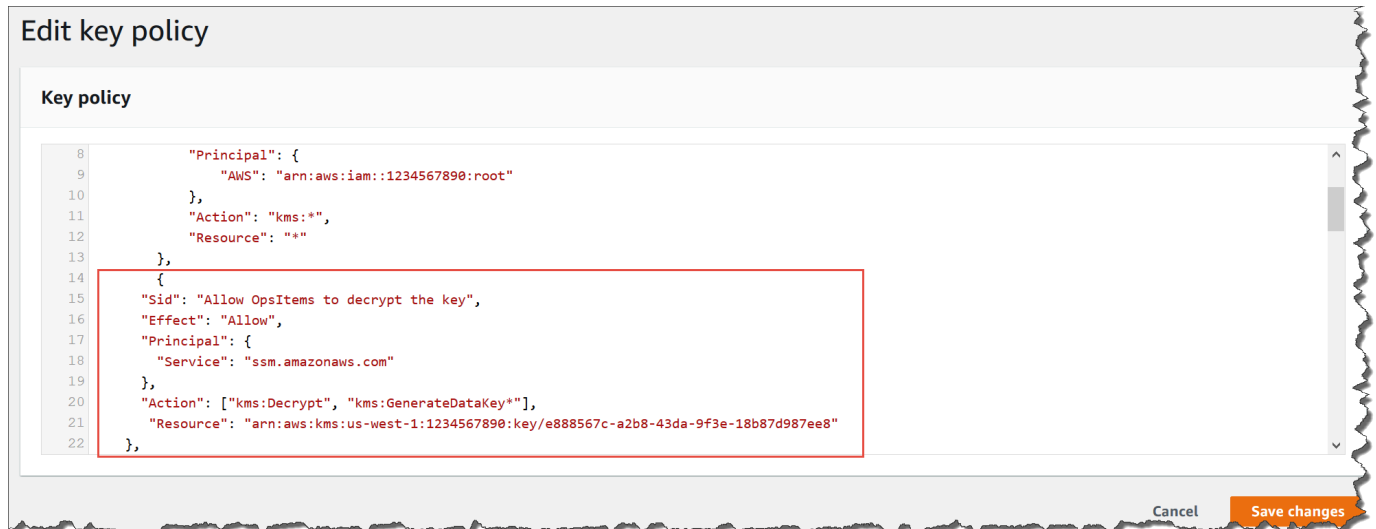 Edit key policy
Key policy
8 "Principal": {
9 "AWS": "arn:aws:iam::1234567890:root"
10 },
11 "Action": "kms:*",
12 "Resource": "*"
13 },
14 {
15 "Sid": "Allow OpsItems to decrypt the key",
16 "Effect": "Allow",
17 "Principal": {
18 "Service": "ssm.amazonaws.com"
19 },
20 "Action": ["kms:Decrypt", "kms:GenerateDataKey*"],
21 "Resource": "arn:aws:kms:us-west-1:1234567890:key/e888567c-a2b8-43da-9f3e-18b87d987ee8"
22 },
Cancel Save changes